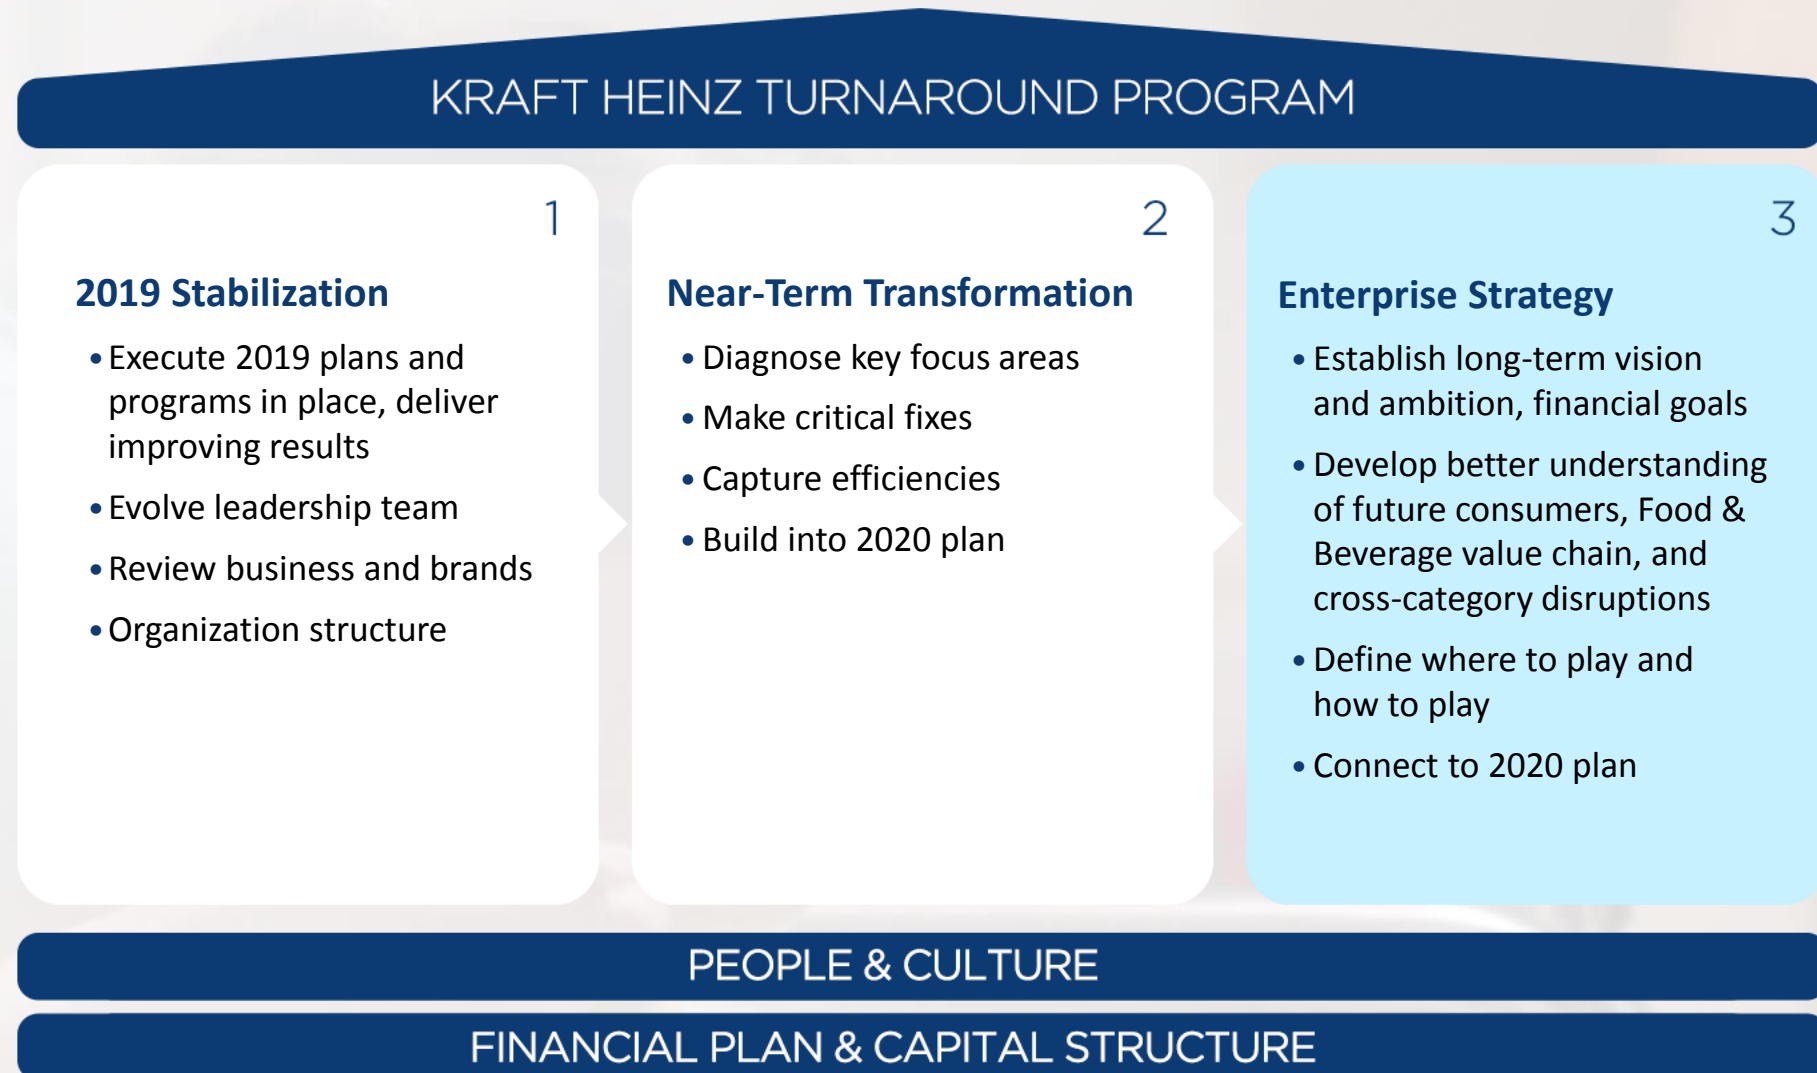 KRAFT HEINZ TURNAROUND PROGRAM
1
2019 Stabilization
• Execute 2019 plans and
programs in place, deliver
improving results
• Evolve leadership team
• Review business and brands
• Organization structure
2
Near-Term Transformation
• Diagnose key focus areas
• Make critical fixes
• Capture efficiencies
• Build into 2020 plan
3
Enterprise Strategy
• Establish long-term vision
and ambition, financial goals
• Develop better understanding
of future consumers, Food &
Beverage value chain, and
cross-category disruptions
• Define where to play and
how to play
• Connect to 2020 plan
PEOPLE & CULTURE
FINANCIAL PLAN & CAPITAL STRUCTURE